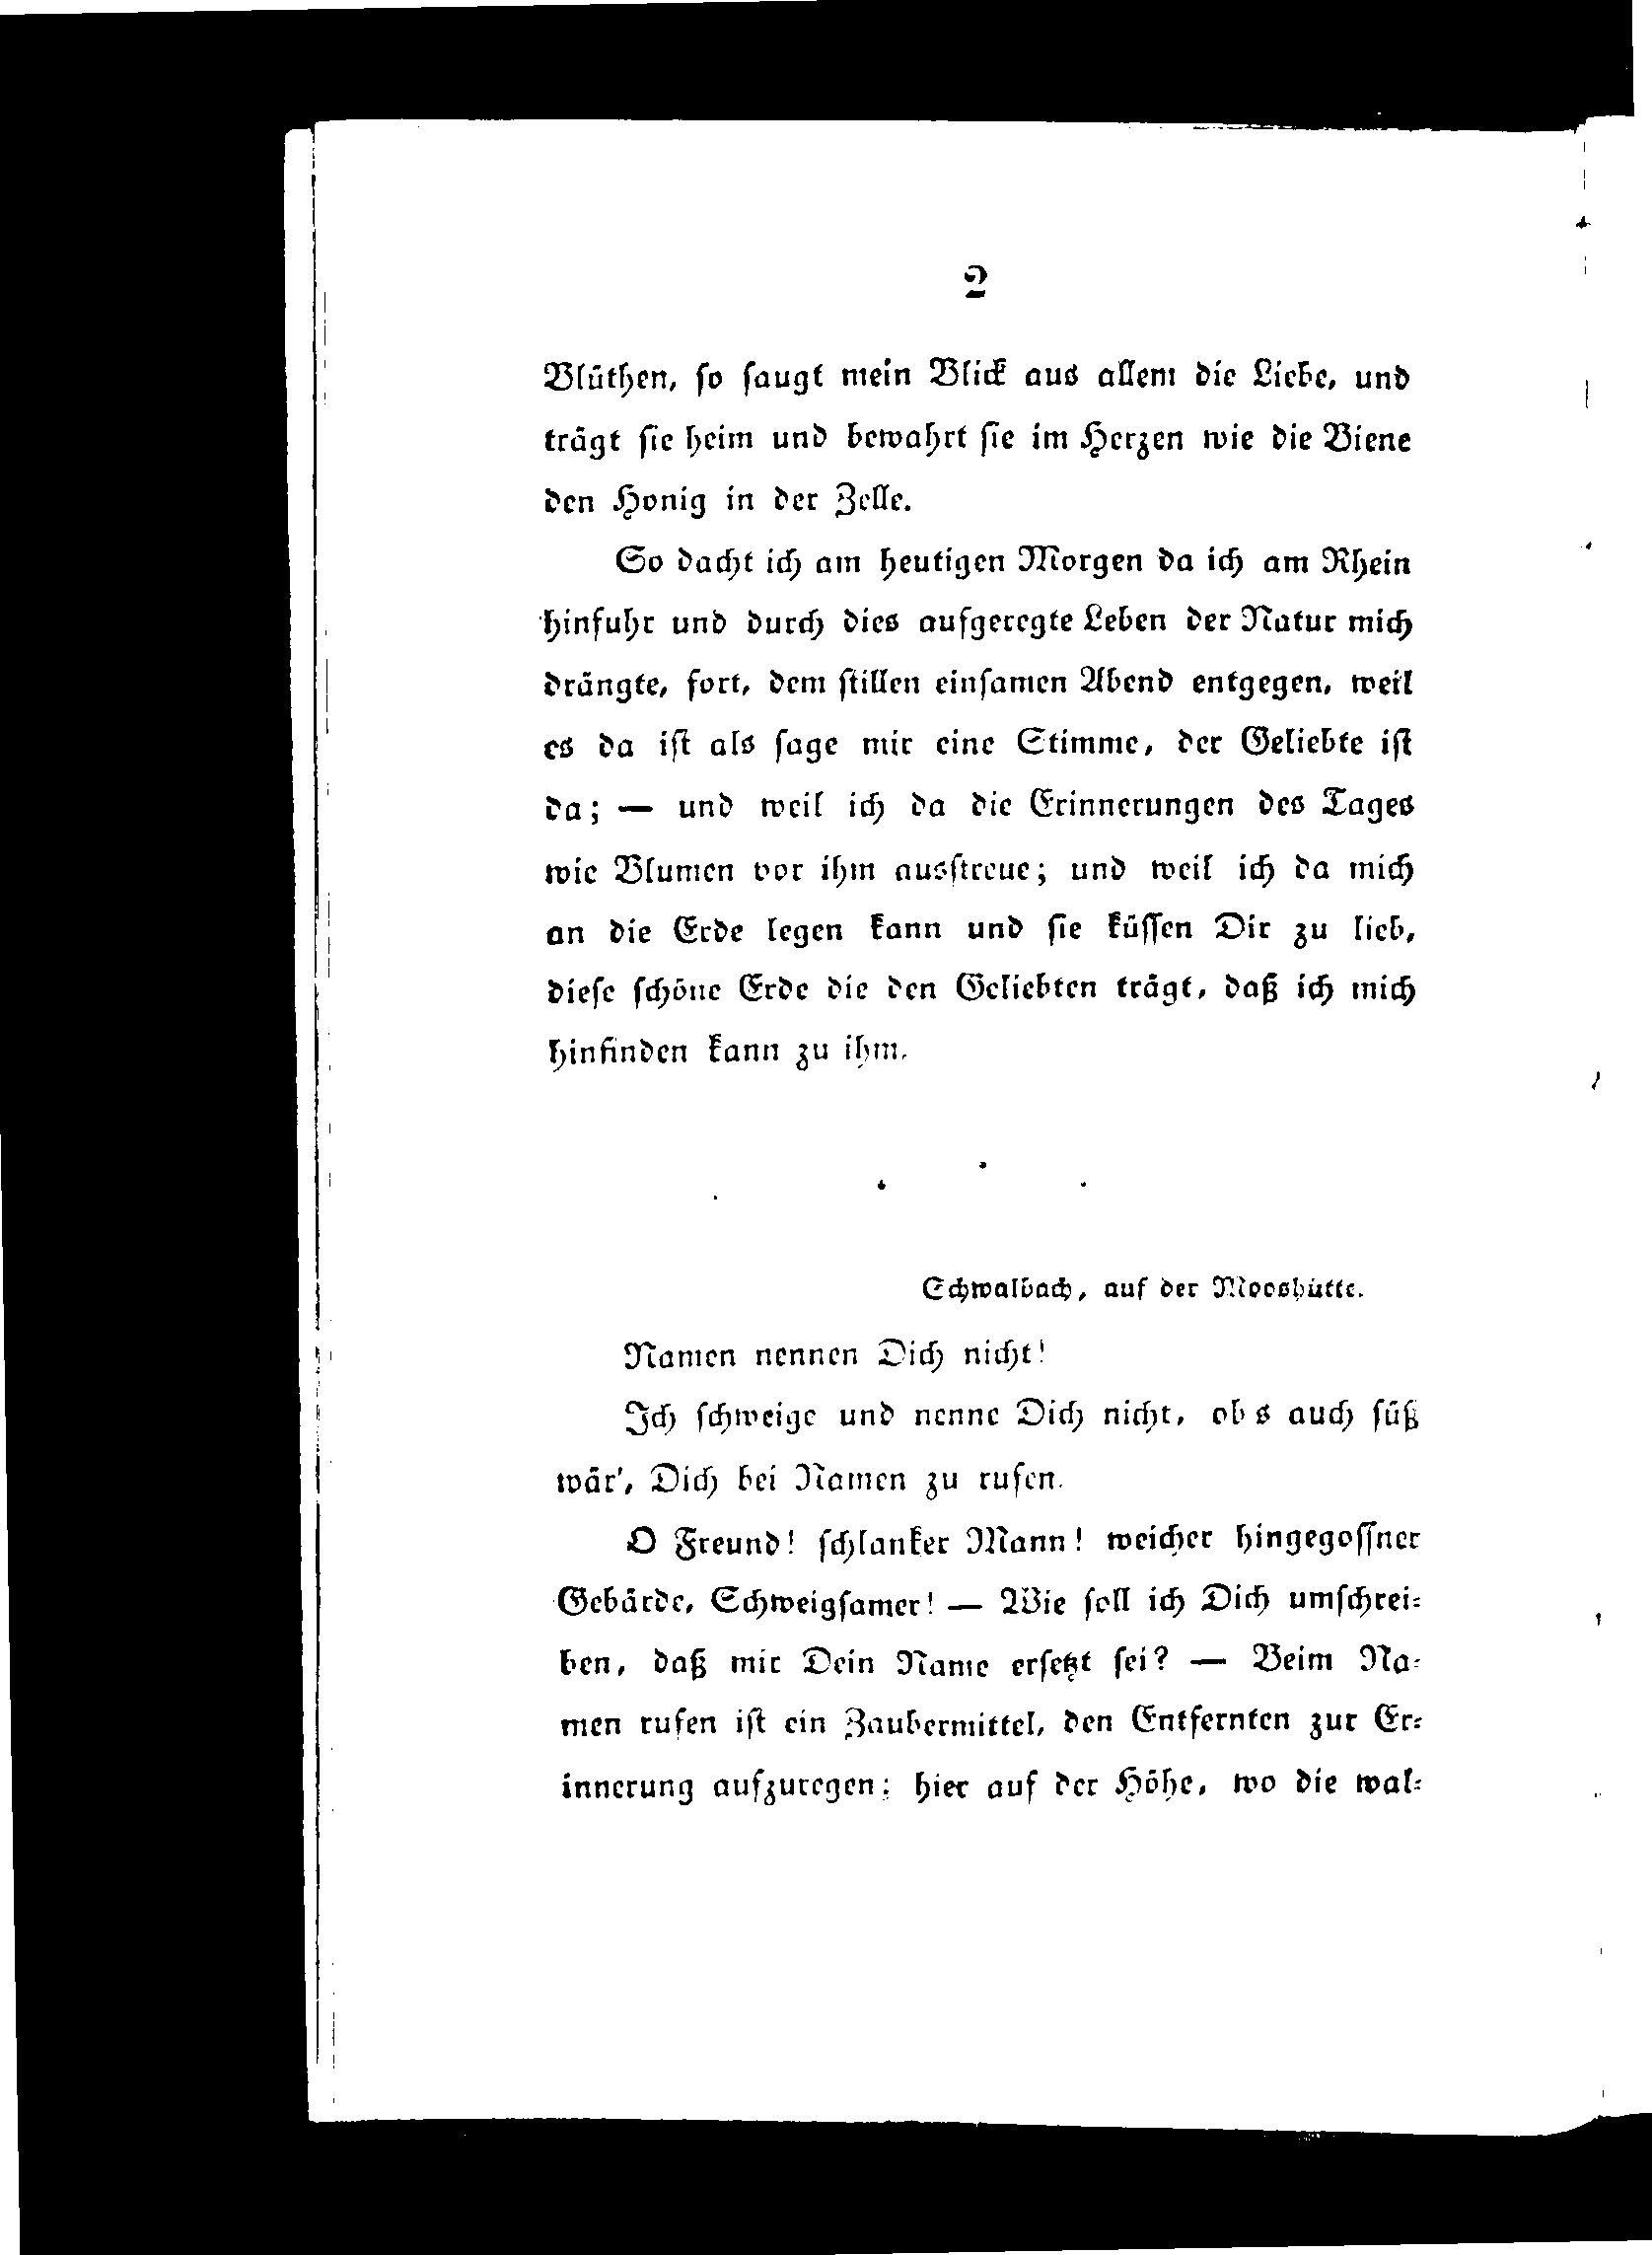 2
Blüthen, ſo ſaugt mein Blick aus allem die Liebe, und
trägt ſie heim und bewahrt ſie im Herzen wie die Biene
den Honig in der Zelle.
So dacht ich am heutigen Morgen da ich am Rhein
hinfuhr und durch dies aufgeregte Leben der Natur mich
drängte, fort, dem ſtillen einſamen Abend entgegen, weil
es da iſt als ſage mir eine Stimme, der Geliebte iſt
da; — und weil ich da die Erinnerungen des Tages
wie Blumen vor ihm ausſtreue; und weil ich da mich
an die Erde legen kann und ſie küſſen Dir zu lieb,
dieſe ſchöne Erde die den Geliebten trägt, daß ich mich
hinfinden kann zu ihm.
Schwalbach, auf der Mooshütte.
Namen nennen Dich nicht!
Ich ſchweige und nenne Dich nicht, ob s auch ſüß
wär', Dich bei Namen zu rufen.
O Freund! ſchlanker Mann! weicher hingegoſſner
Gebärde, Schweigſamer! — Wie ſoll ich Dich umſchrei-
ben, daß mir Dein Name erſetzt ſei? — Beim Na-
men rufen iſt ein Zaubermittel, den Entfernten zur Er-
innerung aufzuregen; hier auf der Höhe, wo die wal-